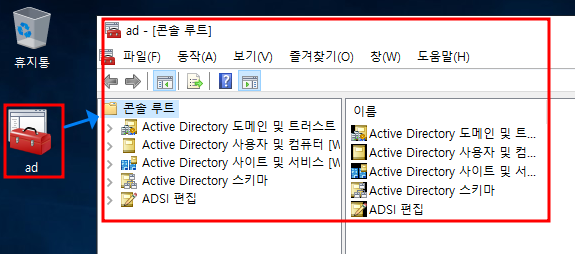 휴지통
ad
ad - [콘솔 루트]
파일(F) 동작(A) 보기(V) 즐겨찾기(O) 창(W) 도움말(H)
콘솔 루트
Active Directory 도메인 및 트러스트
Active Directory 사용자 및 컴퓨터 [W
Active Directory 사이트 및 서비스 [W
Active Directory 스키마
ADSI 편집
이름
Active Directory 도메인 및 트...
Active Directory 사용자 및 컴...
Active Directory 사이트 및 서...
Active Directory 스키마
ADSI 편집